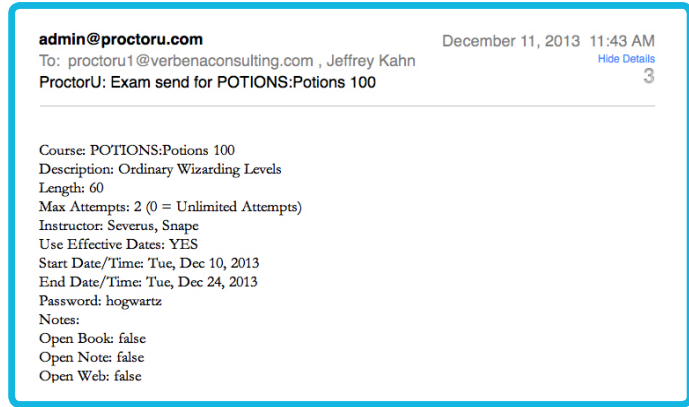 admin@proctoru.com December 11, 2013 11:43 AM
To: proctoru1@verbenaconsulting.com , Jeffrey Kahn Hide Details
ProctorU: Exam send for POTIONS:Potions 100 3
Course: POTIONS:Potions 100
Description: Ordinary Wizarding Levels
Length: 60
Max Attempts: 2 (0 = Unlimited Attempts)
Instructor: Severus, Snape
Use Effective Dates: YES
Start Date/Time: Tue, Dec 10, 2013
End Date/Time: Tue, Dec 24, 2013
Password: hogwartz
Notes:
Open Book: false
Open Note: false
Open Web: false